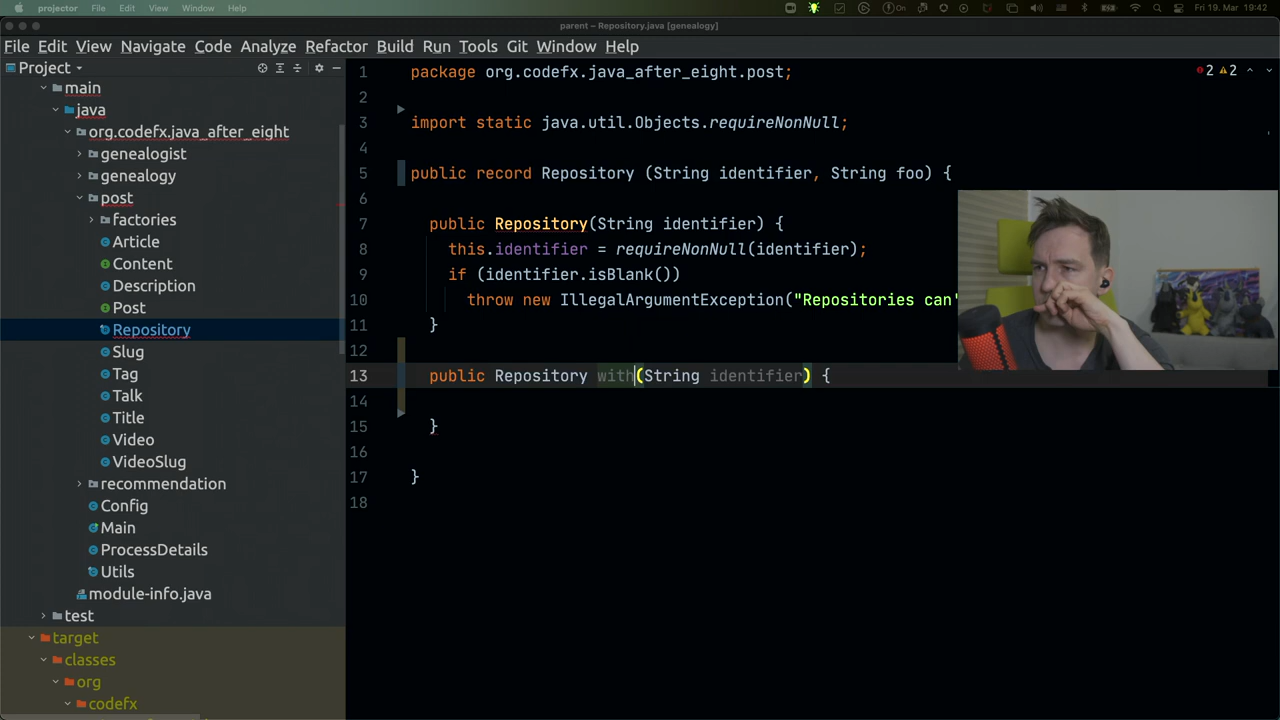 projector File Edit View Window Help On Fri 19. Mar 19:42
parent – Repository.java [genealogy]
File Edit View Navigate Code Analyze Refactor Build Run Tools Git Window Help
Project
main
java
org.codefx.java_after_eight
genealogist
genealogy
post
factories
Article
Content
Description
Post
Repository
Slug
Tag
Talk
Title
Video
VideoSlug
recommendation
Config
Main
ProcessDetails
Utils
module-info.java
test
target
classes
org
codefx
1 package org.codefx.java_after_eight.post;
2
3 import static java.util.Objects.requireNonNull;
4
5 public record Repository (String identifier, String foo) {
6
7 public Repository(String identifier) {
8 this.identifier = requireNonNull(identifier);
9 if (identifier.isBlank())
10 throw new IllegalArgumentException("Repositories can'
11 }
12
13 public Repository with(String identifier) {
14
15 }
16
17 }
18
2 2